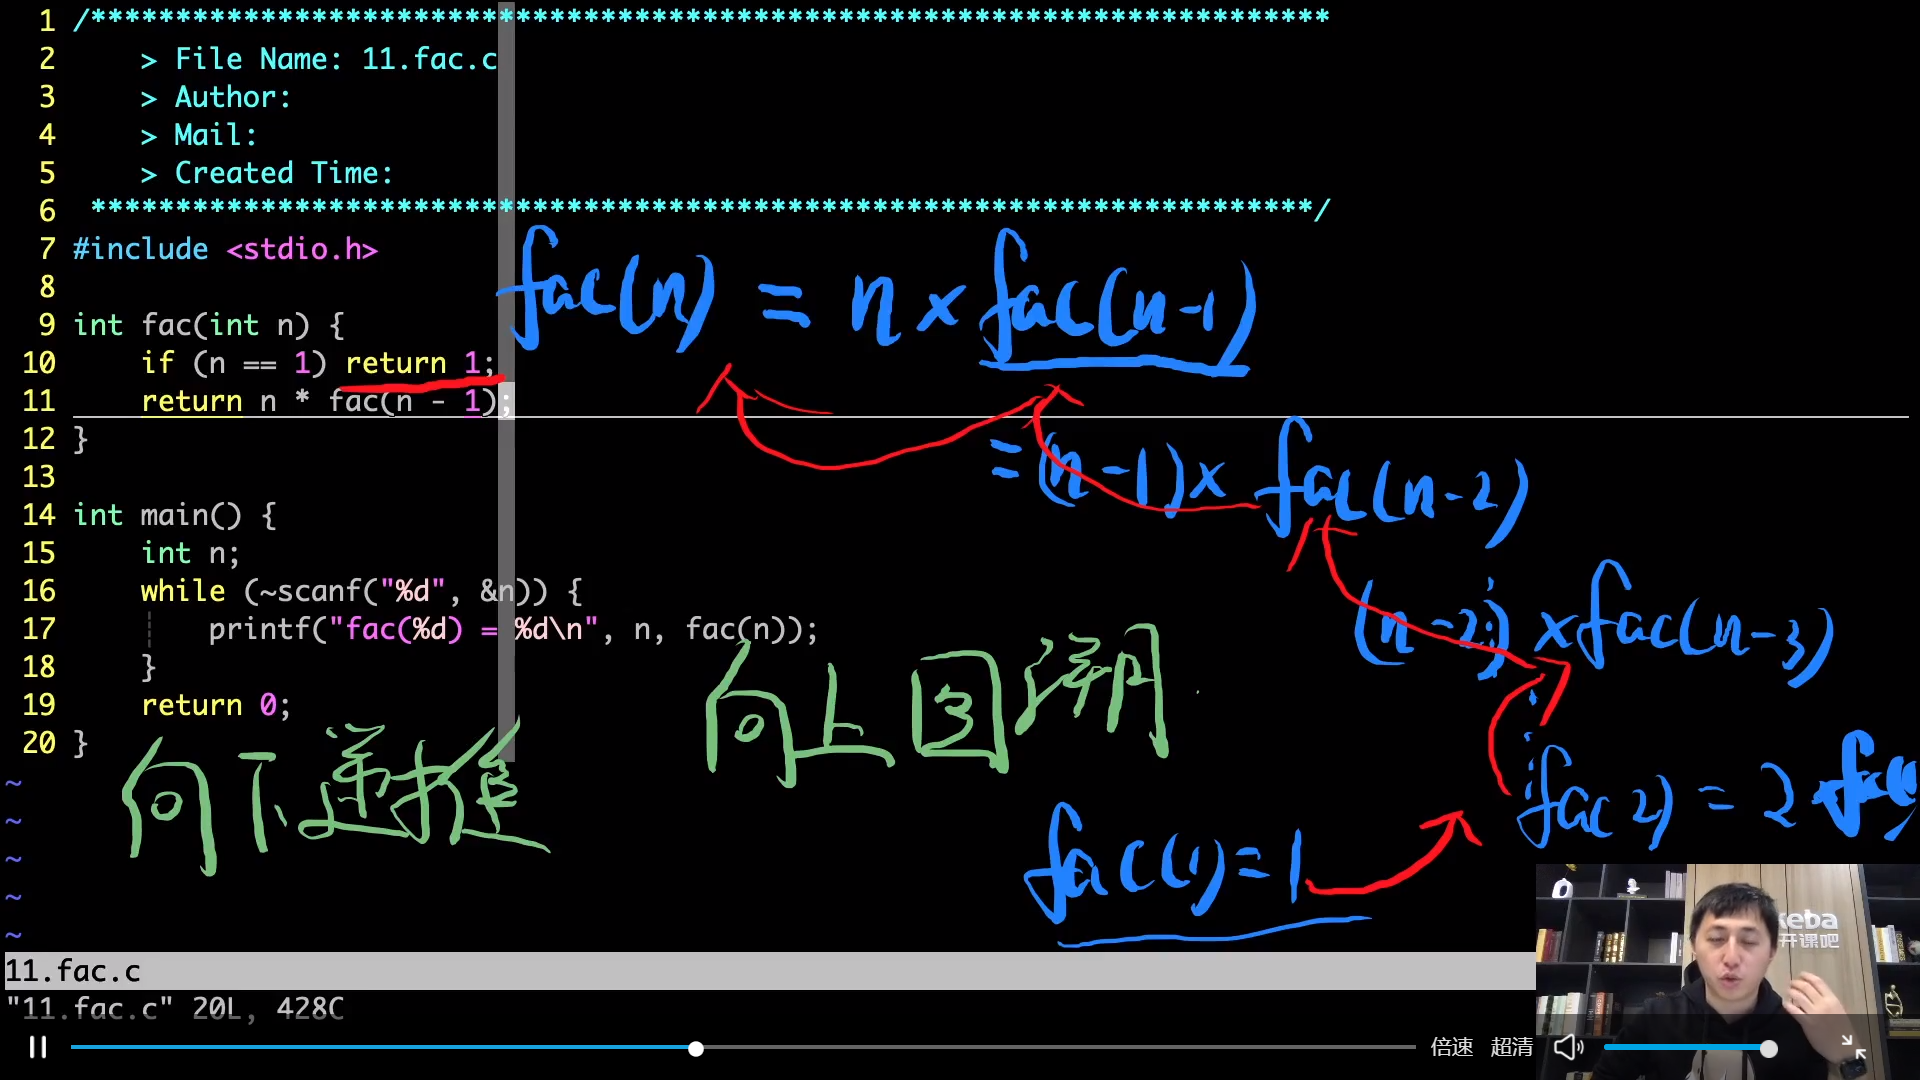 1 /*************************************************************************
2     > File Name: 11.fac.c
3     > Author:
4     > Mail:
5     > Created Time:
6  ************************************************************************/
7 #include <stdio.h>
8
9 int fac(int n) {
10     if (n == 1) return 1;
11     return n * fac(n - 1);
12 }
13
14 int main() {
15     int n;
16     while (~scanf("%d", &n)) {
17         printf("fac(%d) = %d\n", n, fac(n));
18     }
19     return 0;
20 }
~
~
~
~
~
fac(n) = n × fac(n-1)
= (n-1) × fac(n-2)
(n-2) × fac(n-3)
向上回溯
向下递推
fac(2) = 2
fac(1) = 1
keba
开课吧
11.fac.c
"11.fac.c" 20L, 428C
倍速 超清